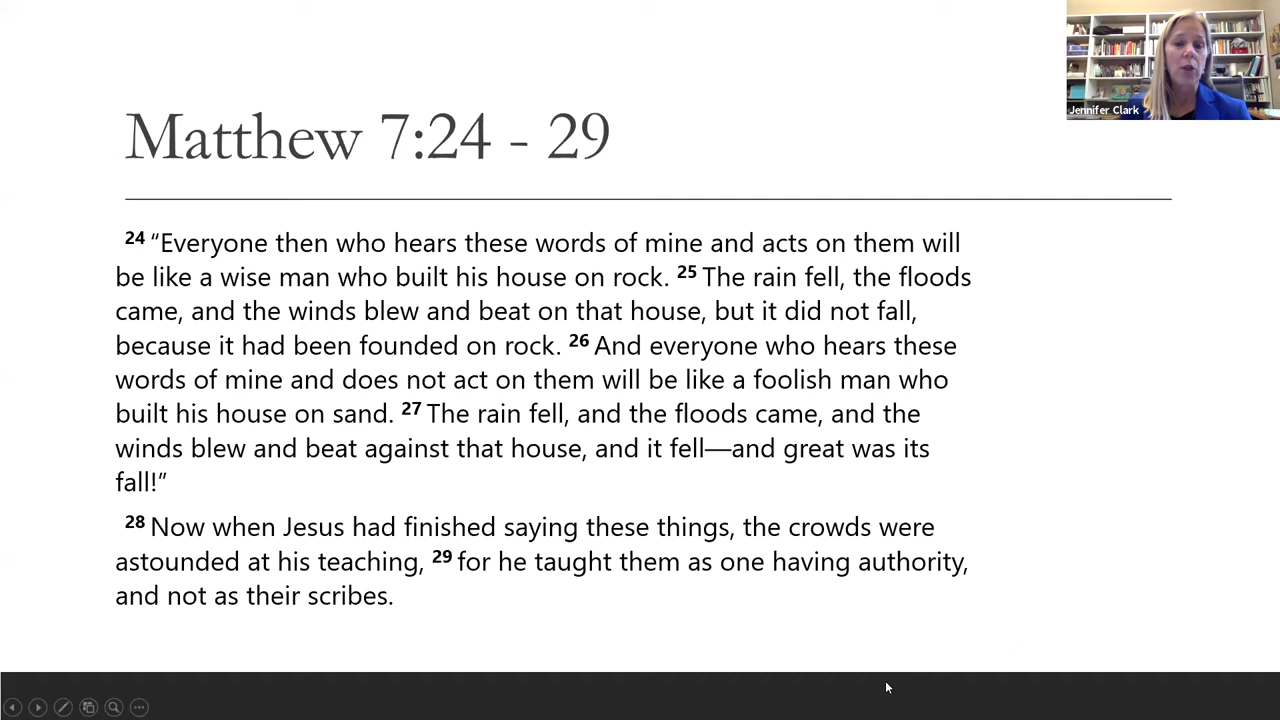 Matthew 7:24 - 29
Jennifer Clark
24 “Everyone then who hears these words of mine and acts on them will
be like a wise man who built his house on rock. 25 The rain fell, the floods
came, and the winds blew and beat on that house, but it did not fall,
because it had been founded on rock. 26 And everyone who hears these
words of mine and does not act on them will be like a foolish man who
built his house on sand. 27 The rain fell, and the floods came, and the
winds blew and beat against that house, and it fell—and great was its
fall!”
28 Now when Jesus had finished saying these things, the crowds were
astounded at his teaching, 29 for he taught them as one having authority,
and not as their scribes.